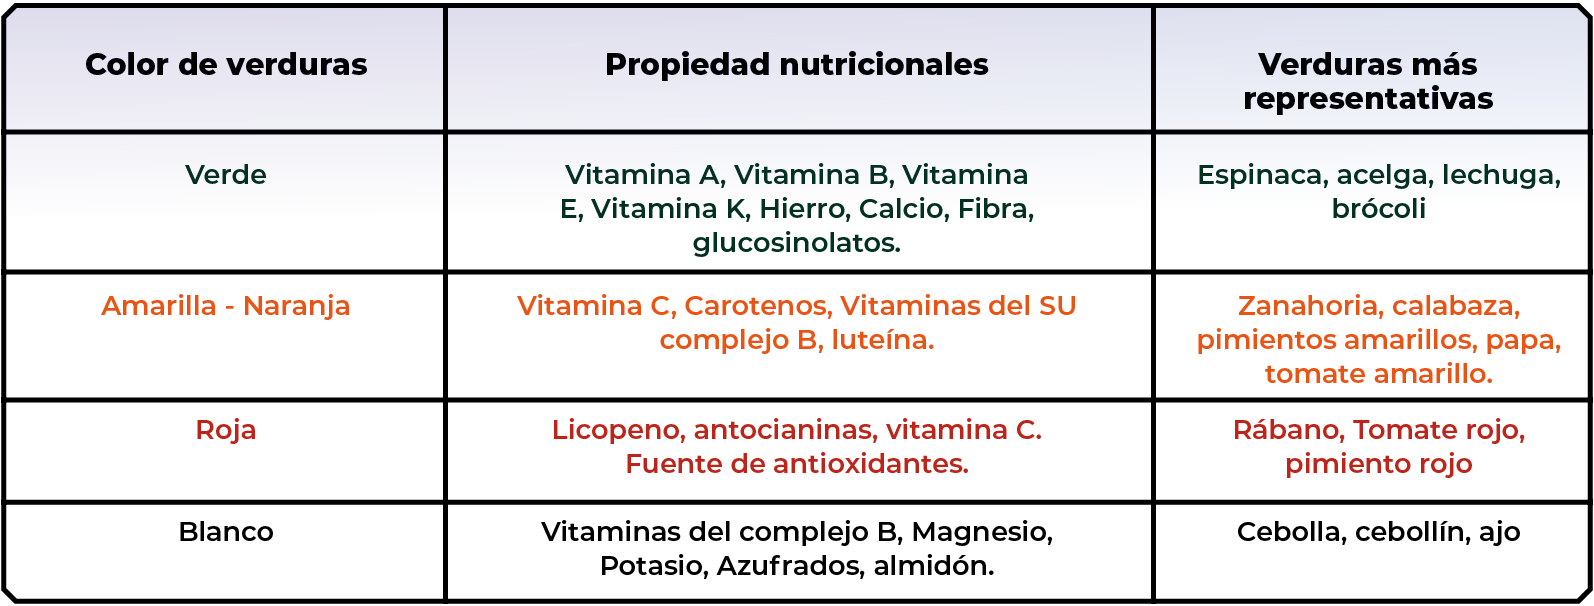 Color de verduras
Propiedad nutricionales
Verduras más
representativas
Verde
Vitamina A, Vitamina B, Vitamina
E, Vitamina K, Hierro, Calcio, Fibra,
glucosinolatos.
Espinaca, acelga, lechuga,
brócoli
Amarilla - Naranja
Vitamina C, Carotenos, Vitaminas del SU
complejo B, luteína.
Zanahoria, calabaza,
pimientos amarillos, papa,
tomate amarillo.
Roja
Licopeno, antocianinas, vitamina C.
Fuente de antioxidantes.
Rábano, Tomate rojo,
pimiento rojo
Blanco
Vitaminas del complejo B, Magnesio,
Potasio, Azufrados, almidón.
Cebolla, cebollín, ajo